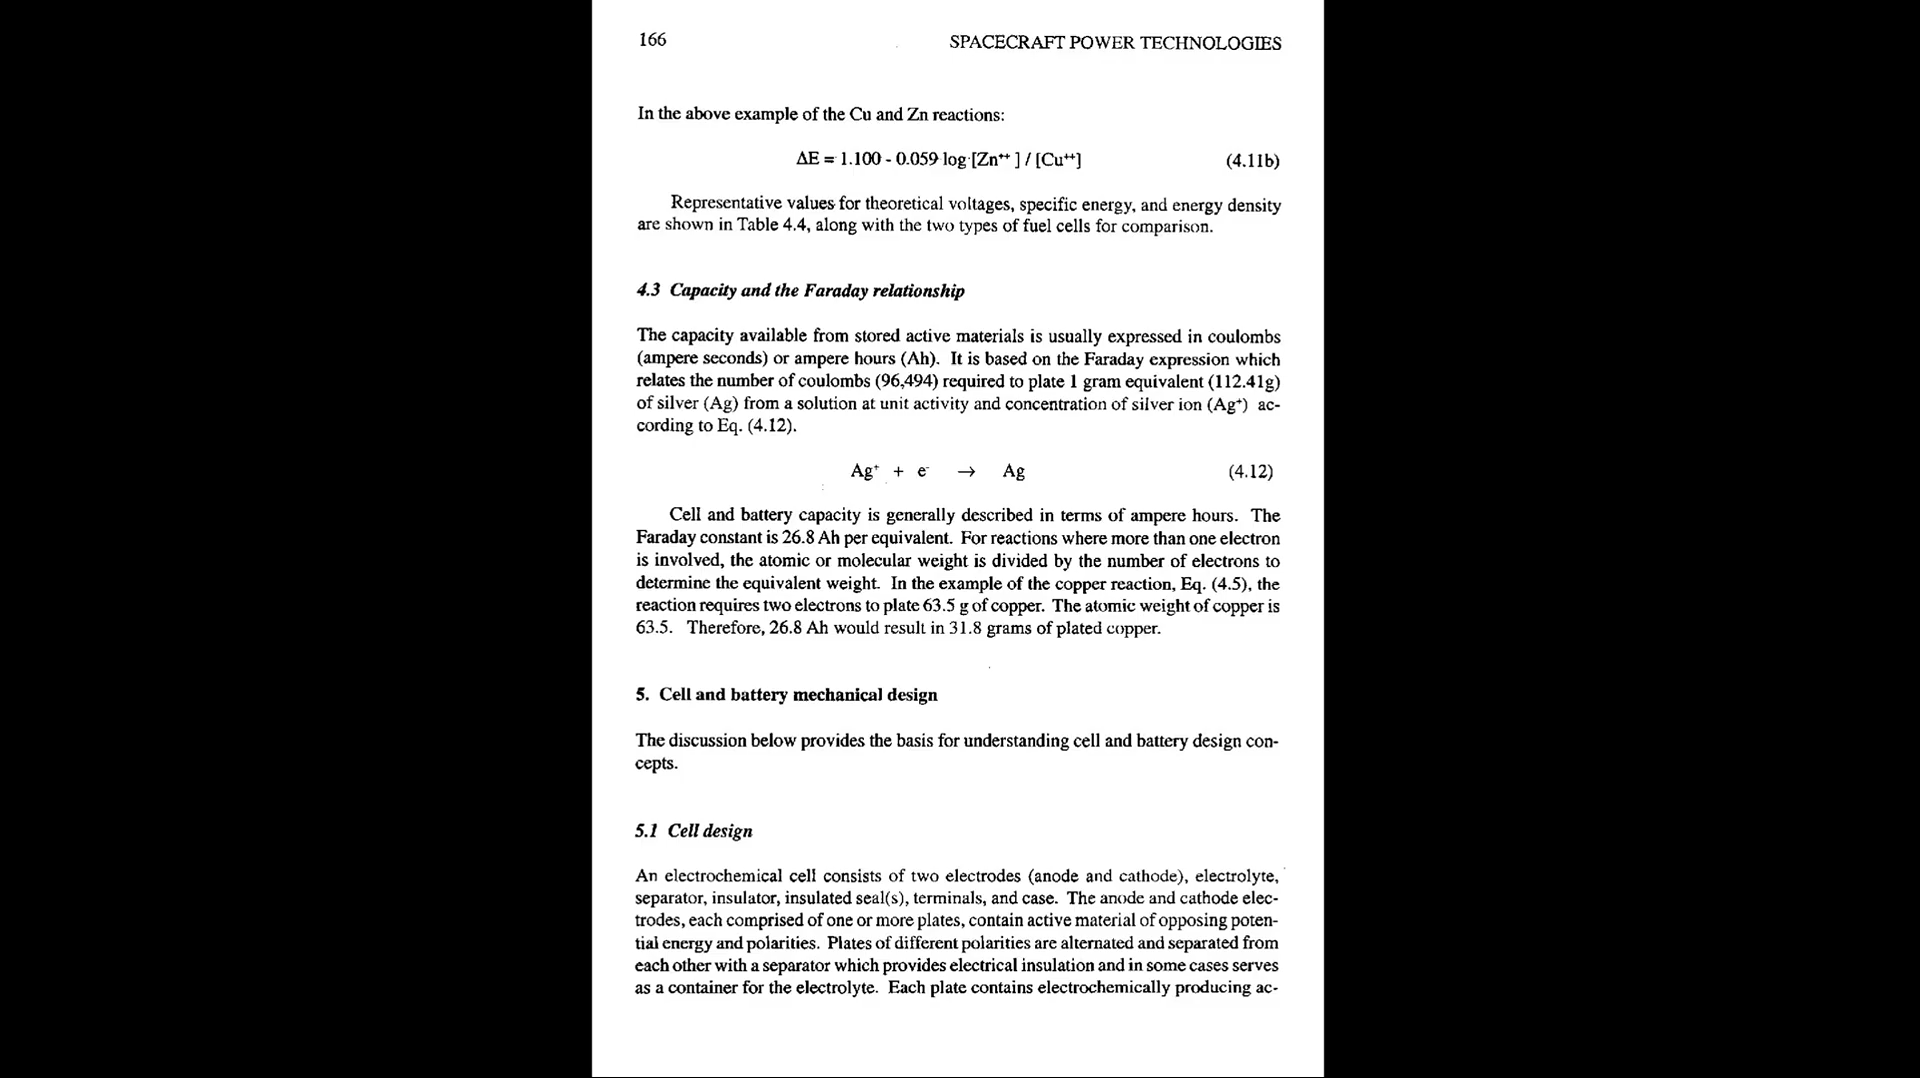 166
SPACECRAFT POWER TECHNOLOGIES
In the above example of the Cu and Zn reactions:
ΔE = 1.100 - 0.059 log [Zn⁺⁺ ] / [Cu⁺⁺] (4.11b)
Representative values for theoretical voltages, specific energy, and energy density
are shown in Table 4.4, along with the two types of fuel cells for comparison.
4.3 Capacity and the Faraday relationship
The capacity available from stored active materials is usually expressed in coulombs
(ampere seconds) or ampere hours (Ah). It is based on the Faraday expression which
relates the number of coulombs (96,494) required to plate 1 gram equivalent (112.41g)
of silver (Ag) from a solution at unit activity and concentration of silver ion (Ag⁺) ac-
cording to Eq. (4.12).
Ag⁺ + e⁻ → Ag (4.12)
Cell and battery capacity is generally described in terms of ampere hours. The
Faraday constant is 26.8 Ah per equivalent. For reactions where more than one electron
is involved, the atomic or molecular weight is divided by the number of electrons to
determine the equivalent weight. In the example of the copper reaction, Eq. (4.5), the
reaction requires two electrons to plate 63.5 g of copper. The atomic weight of copper is
63.5. Therefore, 26.8 Ah would result in 31.8 grams of plated copper.
5. Cell and battery mechanical design
The discussion below provides the basis for understanding cell and battery design con-
cepts.
5.1 Cell design
An electrochemical cell consists of two electrodes (anode and cathode), electrolyte,
separator, insulator, insulated seal(s), terminals, and case. The anode and cathode elec-
trodes, each comprised of one or more plates, contain active material of opposing poten-
tial energy and polarities. Plates of different polarities are alternated and separated from
each other with a separator which provides electrical insulation and in some cases serves
as a container for the electrolyte. Each plate contains electrochemically producing ac-